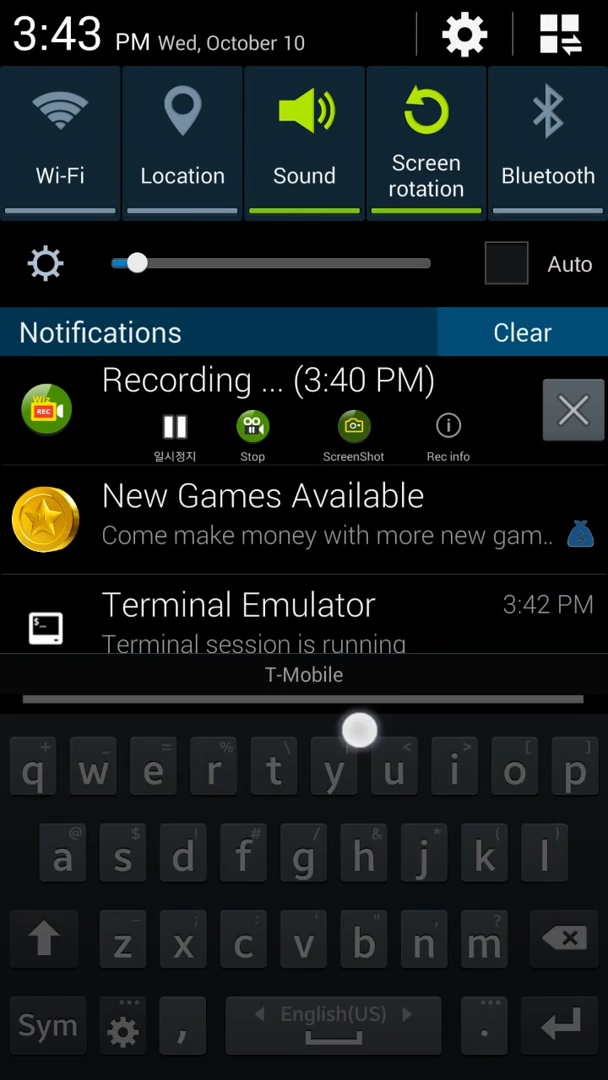 3:43 PM Wed, October 10
Wi-Fi
Location
Sound
Screen
rotation
Bluetooth
Auto
Notifications
Clear
Recording ... (3:40 PM)
Wiz
REC
일시정지
Stop
ScreenShot
Rec info
New Games Available
Come make money with more new gam..
Terminal Emulator
3:42 PM
Terminal session is running
T-Mobile
+ _ = % \ < > [ ]
q w e r t y u i o p
@ $ ! # / & * ( )
a s d f g h j k l
- ; : ' " , ?
z x c v b n m
Sym
,
English(US)
.